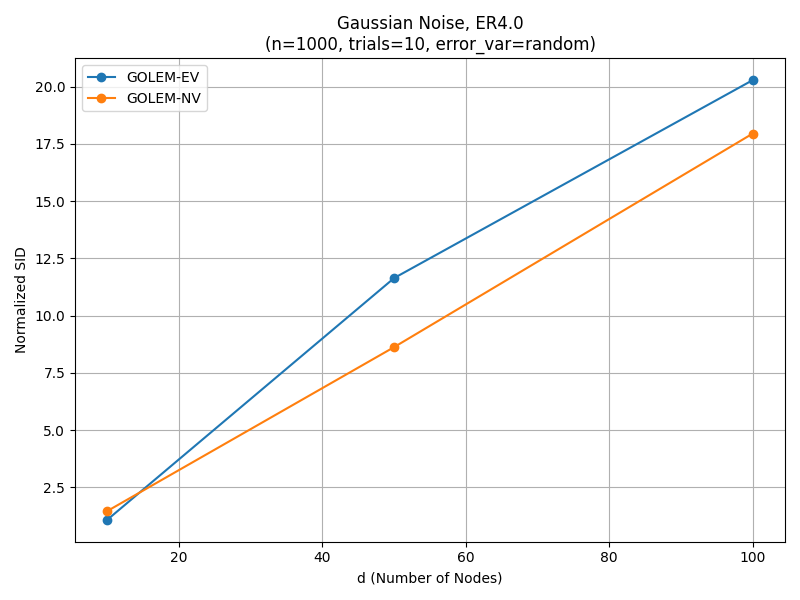 Gaussian Noise, ER4.0
(n=1000, trials=10, error_var=random)
GOLEM-EV
GOLEM-NV
20.0
17.5
15.0
12.5
10.0
7.5
5.0
2.5
Normalized SID
20 40 60 80 100
d (Number of Nodes)